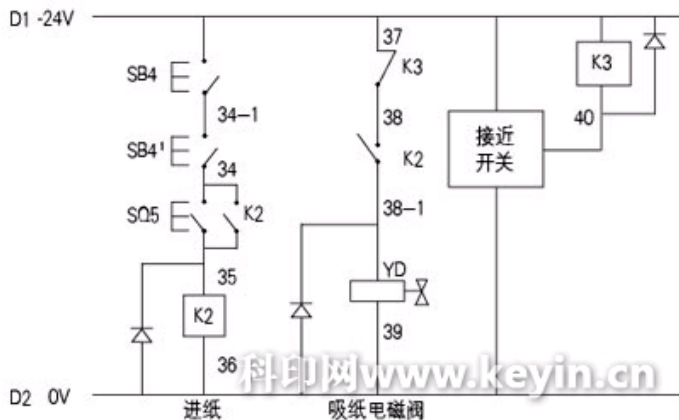 D1 -24V
37
K3
K3
SB4
34-1
38
40
接近
开关
SB4'
34
K2
SQ5
K2
38-1
35
YD
K2
39
36
科印网www.keyin.cn
D2 0V
进纸
吸纸电磁阀